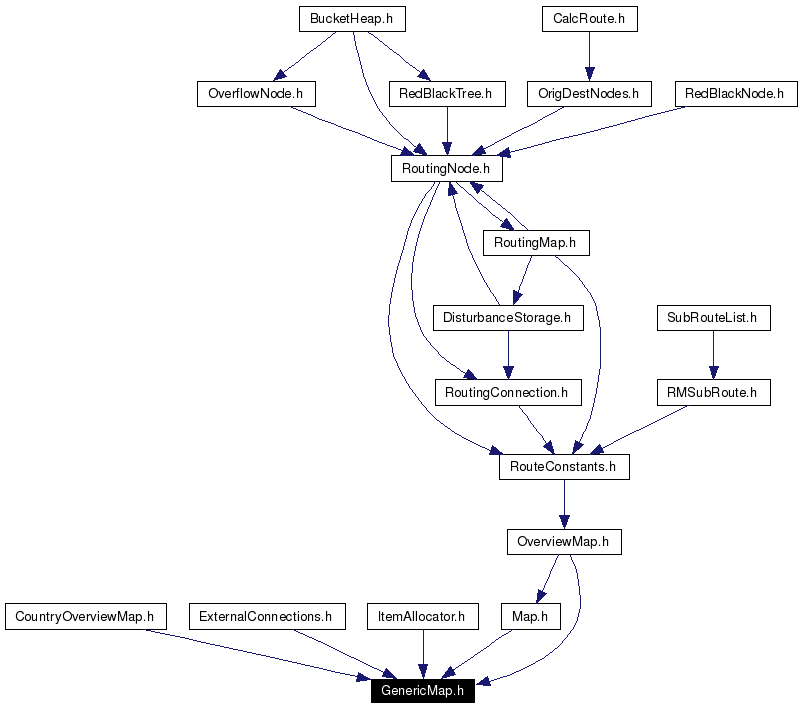 BucketHeap.h
CalcRoute.h
OverflowNode.h
RedBlackTree.h
OrigDestNodes.h
RedBlackNode.h
RoutingNode.h
RoutingMap.h
DisturbanceStorage.h
SubRouteList.h
RoutingConnection.h
RMSubRoute.h
RouteConstants.h
OverviewMap.h
CountryOverviewMap.h
ExternalConnections.h
ItemAllocator.h
Map.h
GenericMap.h